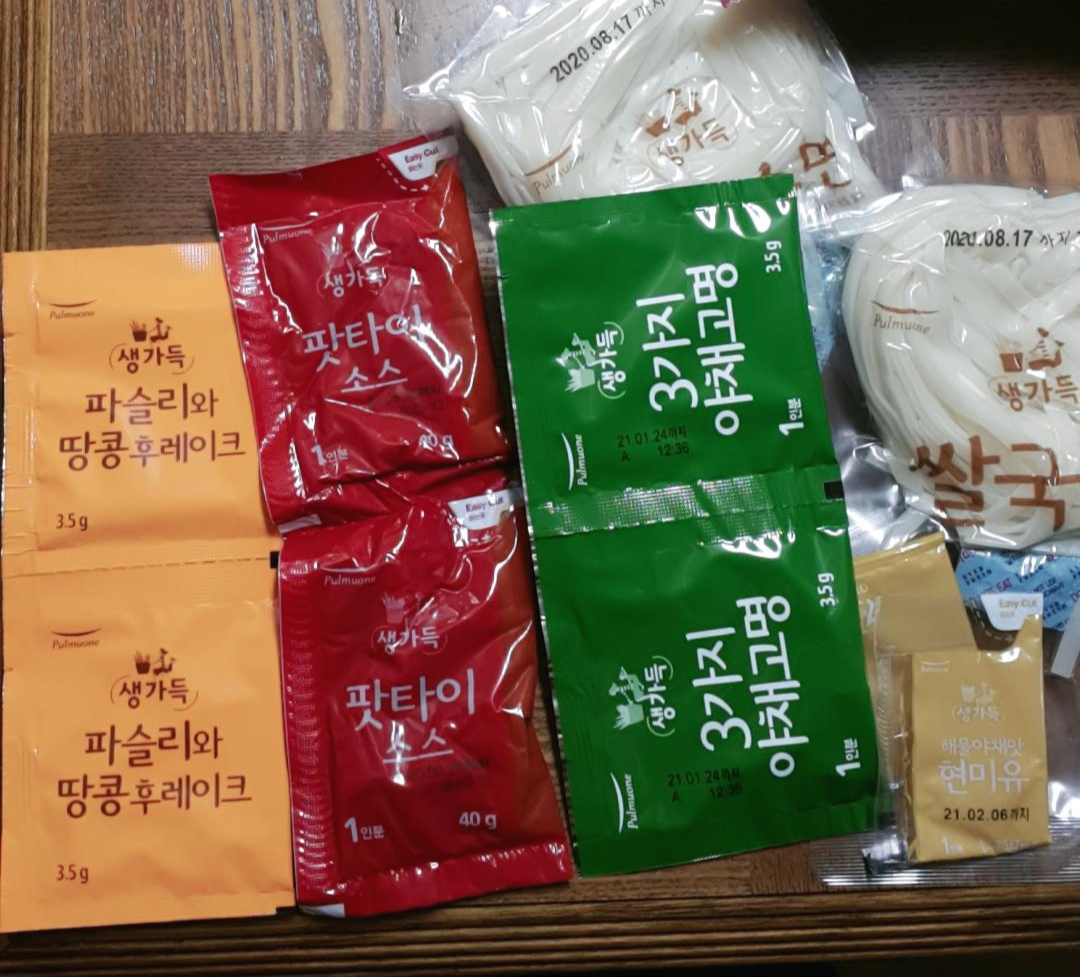 Pulmuone
생가득
파슬리와
땅콩후레이크
3.5g
Pulmuone
생가득
파슬리와
땅콩후레이크
3.5g
Easy Cut
Pulmuone
생가득
팟타이
소스
1인분
40g
Easy Cut
Pulmuone
생가득
팟타이
소스
1인분
40g
Pulmuone
생가득
3가지
야채고명
3.5g
1인분
21.01.24까지
A 12:36
Pulmuone
생가득
3가지
야채고명
3.5g
1인분
21.01.24까지
A 12:36
2020.08.17 까지
Pulmuone
생가득
2020.08.17 까지
Pulmuone
생가득
쌀국
Easy Cut
생가득
해물야채맛
현미유
21.02.06까지